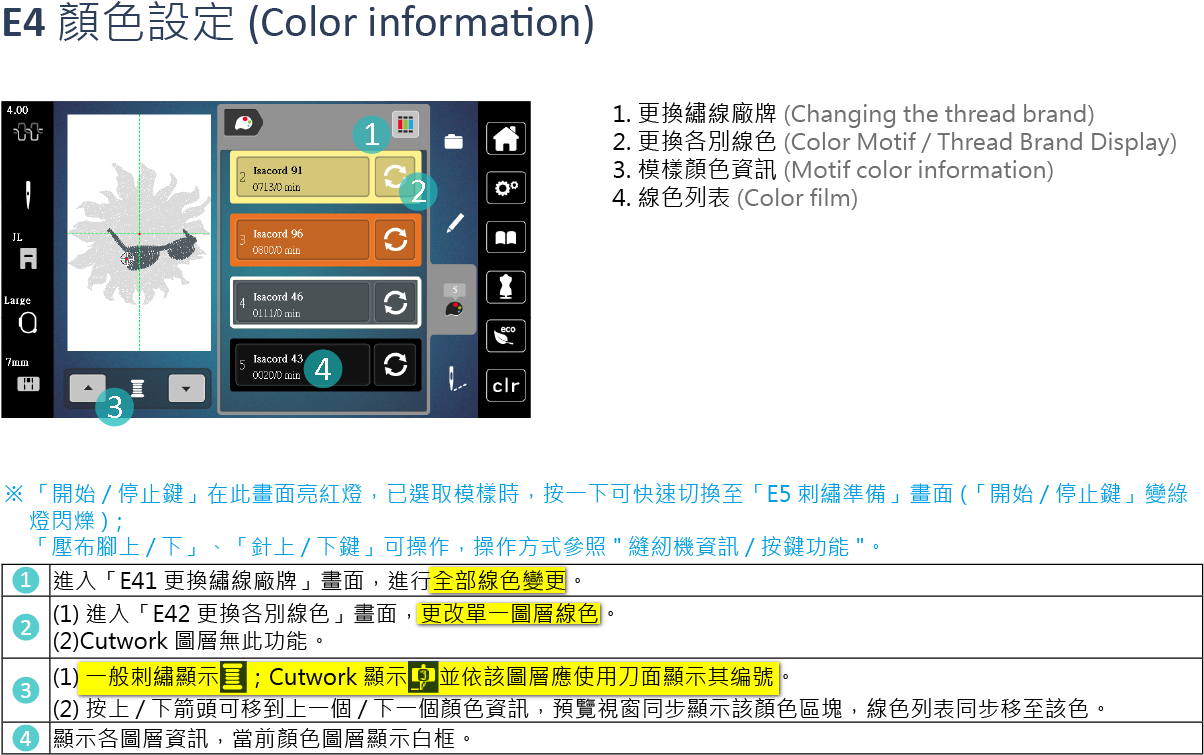 E4 顏色設定 (Color information)
1. 更換繡線廠牌 (Changing the thread brand)
2. 更換各別線色 (Color Motif / Thread Brand Display)
3. 模樣顏色資訊 (Motif color information)
4. 線色列表 (Color film)
4.00
JL
Large
7mm
1
2 Isacord 91
0713/0 min
2
3 Isacord 96
0800/0 min
4 Isacord 46
0111/0 min
5 Isacord 43
0020/0 min
4
3
5
eco
clr
※「開始 / 停止鍵」在此畫面亮紅燈，已選取模樣時，按一下可快速切換至「E5 刺繡準備」畫面 (「開始 / 停止鍵」變綠
燈閃爍 )；
「壓布腳上 / 下」、「針上 / 下鍵」可操作，操作方式參照 " 縫紉機資訊 / 按鍵功能 "。
1 進入「E41 更換繡線廠牌」畫面，進行全部線色變更。
2 (1) 進入「E42 更換各別線色」畫面，更改單一圖層線色。
(2)Cutwork 圖層無此功能。
3 (1) 一般刺繡顯示；Cutwork 顯示並依該圖層應使用刀面顯示其編號。
(2) 按上 / 下箭頭可移到上一個 / 下一個顏色資訊，預覽視窗同步顯示該顏色區塊，線色列表同步移至該色。
4 顯示各圖層資訊，當前顏色圖層顯示白框。